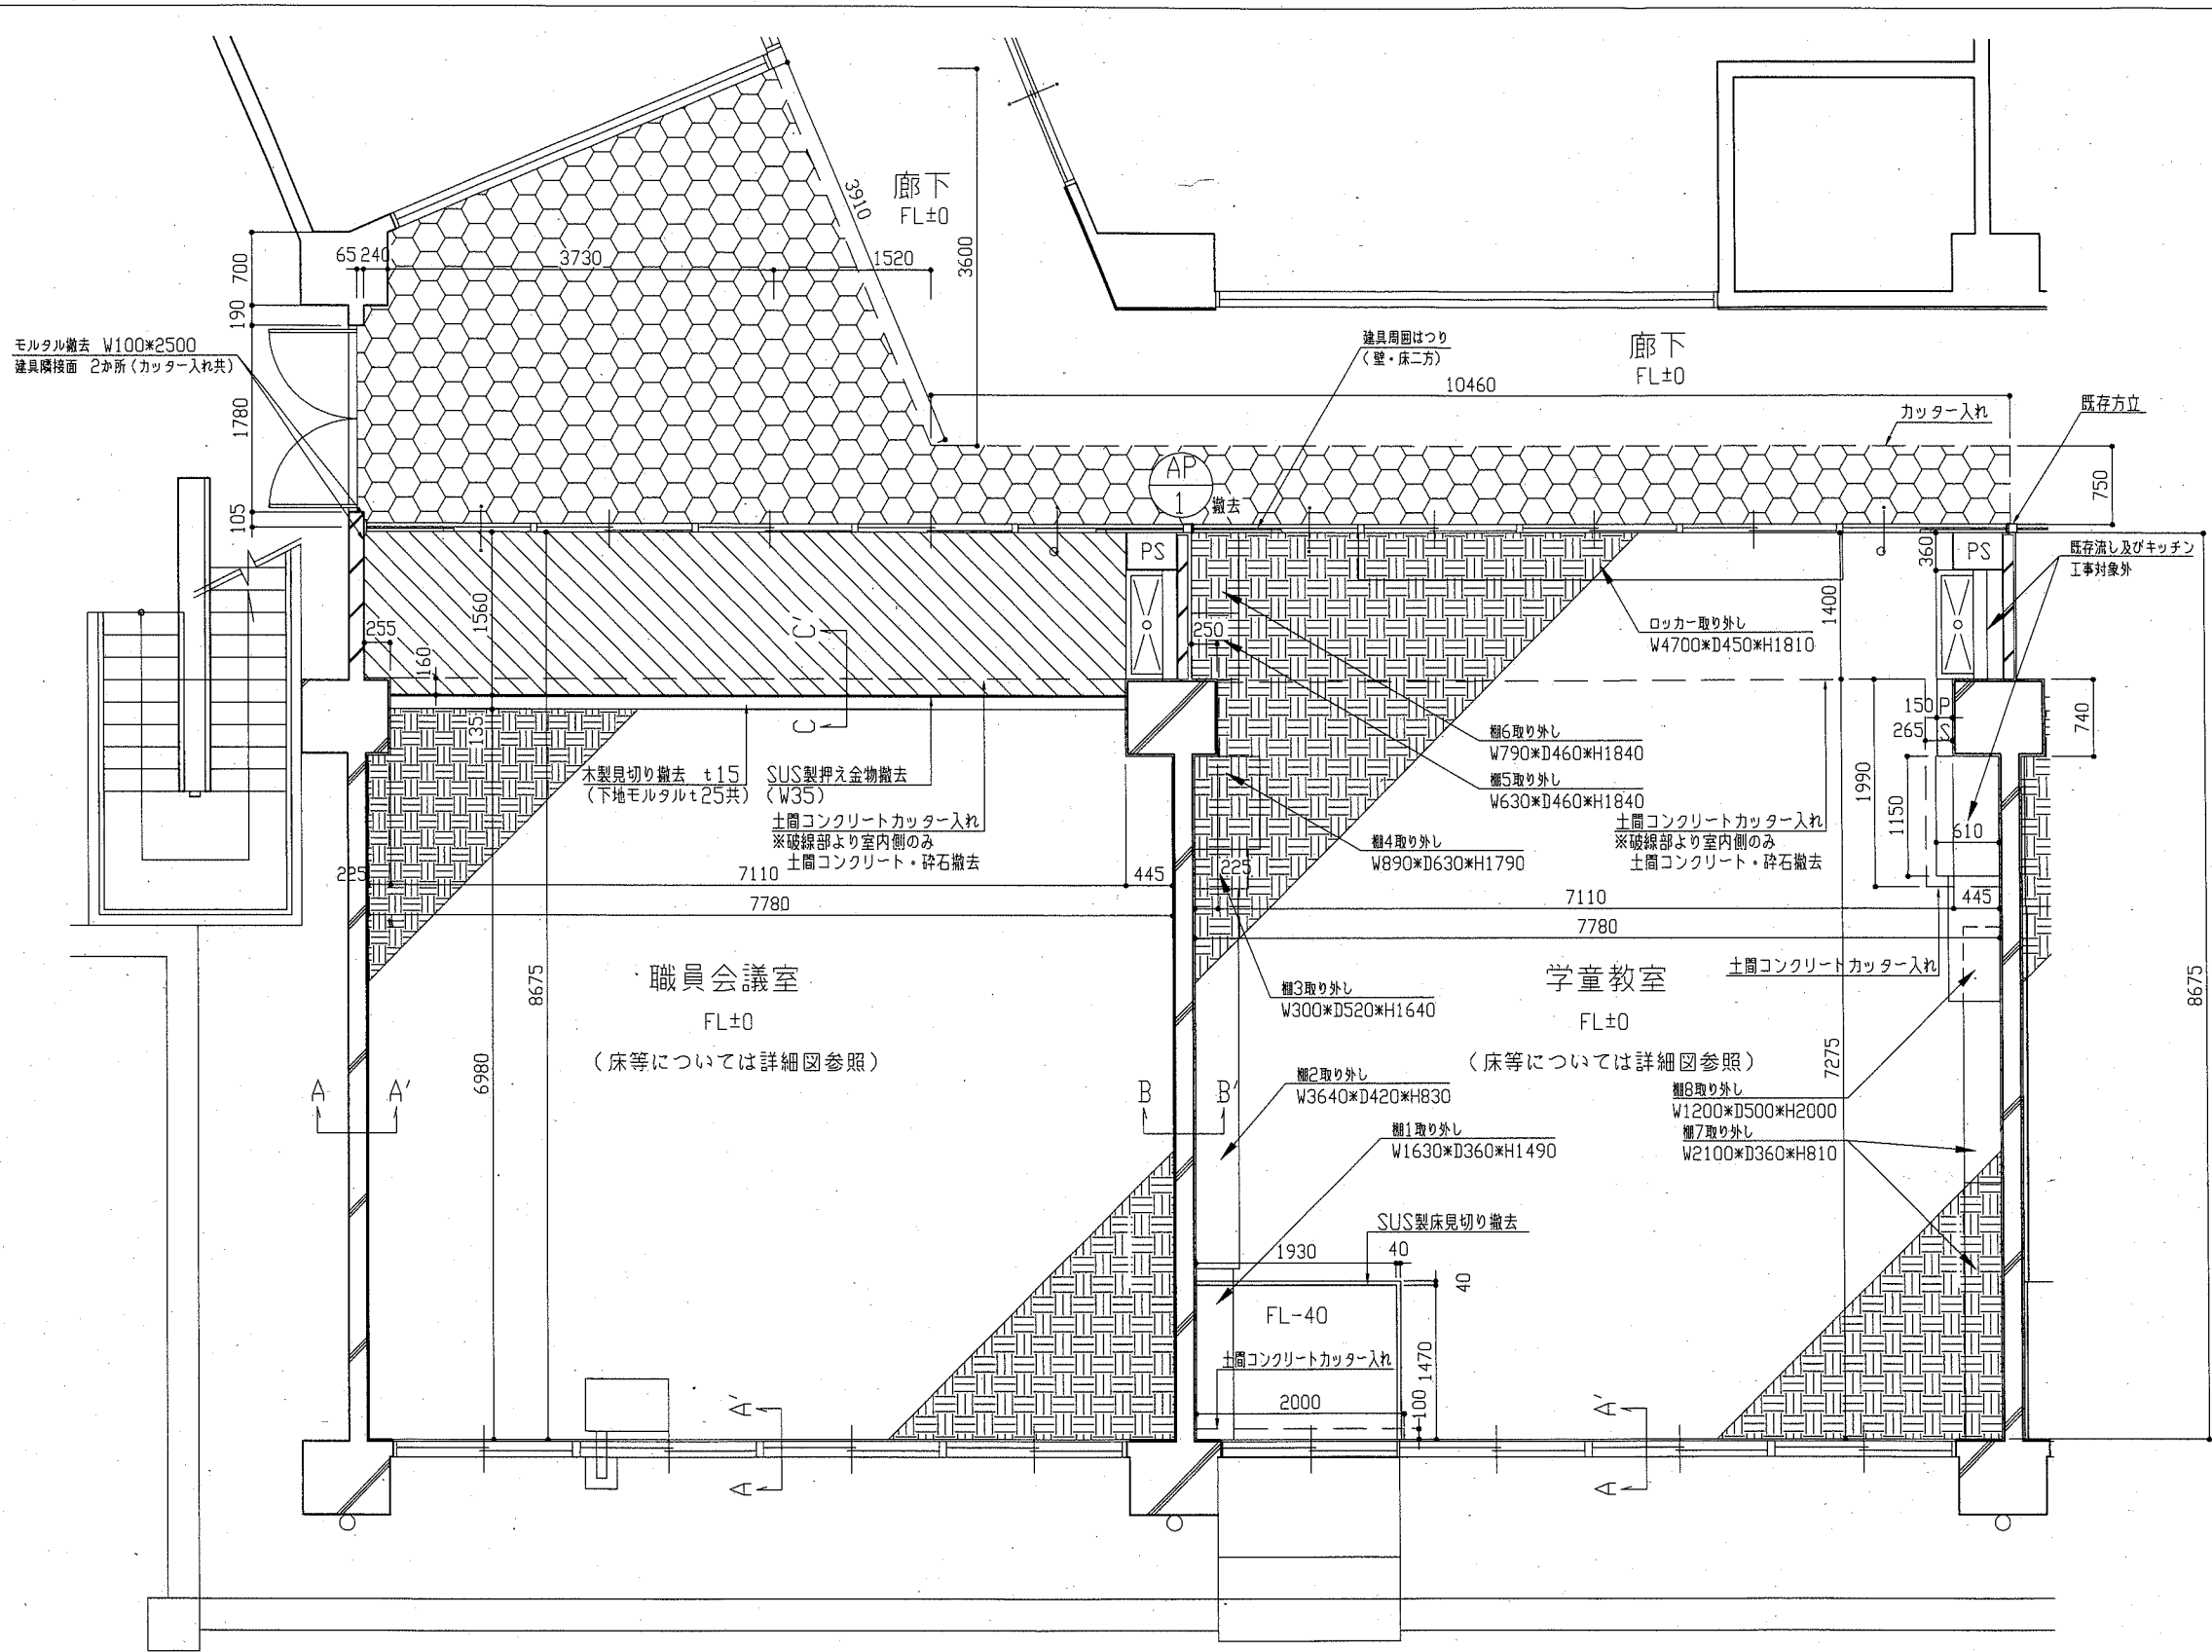 廊下
FL±0
3910
3600
65
240
3730
1520
700
190
モルタル撤去 W100*2500
建具隣接面 2か所（カッター入れ共）
1780
105
建具周囲はつり
（壁・床二方）
廊下
FL±0
10460
カッター入れ
既存方立
750
AP
1
撤去
PS
PS
360
既存流し及びキッチン
工事対象外
1560
255
160
135
C'
C
250
1400
ロッカー取り外し
W4700*D450*H1810
150
P
265
S
740
棚6取り外し
W790*D460*H1840
棚5取り外し
W630*D460*H1840
木製見切り撤去 t15
（下地モルタルt25共）
SUS製押え金物撤去
（W35）
土間コンクリートカッター入れ
※破線部より室内側のみ
土間コンクリート・砕石撤去
棚4取り外し
W890*D630*H1790
土間コンクリートカッター入れ
※破線部より室内側のみ
土間コンクリート・砕石撤去
1990
1150
610
225
7110
445
225
7110
445
7780
7780
職員会議室
FL±0
（床等については詳細図参照）
8675
6980
学童教室
FL±0
（床等については詳細図参照）
土間コンクリートカッター入れ
8675
7275
棚3取り外し
W300*D520*H1640
棚2取り外し
W3640*D420*H830
棚1取り外し
W1630*D360*H1490
棚8取り外し
W1200*D500*H2000
棚7取り外し
W2100*D360*H810
A
A'
B
B'
SUS製床見切り撤去
1930
40
40
FL-40
土間コンクリートカッター入れ
1470
2000
100
A'
A
A'
A